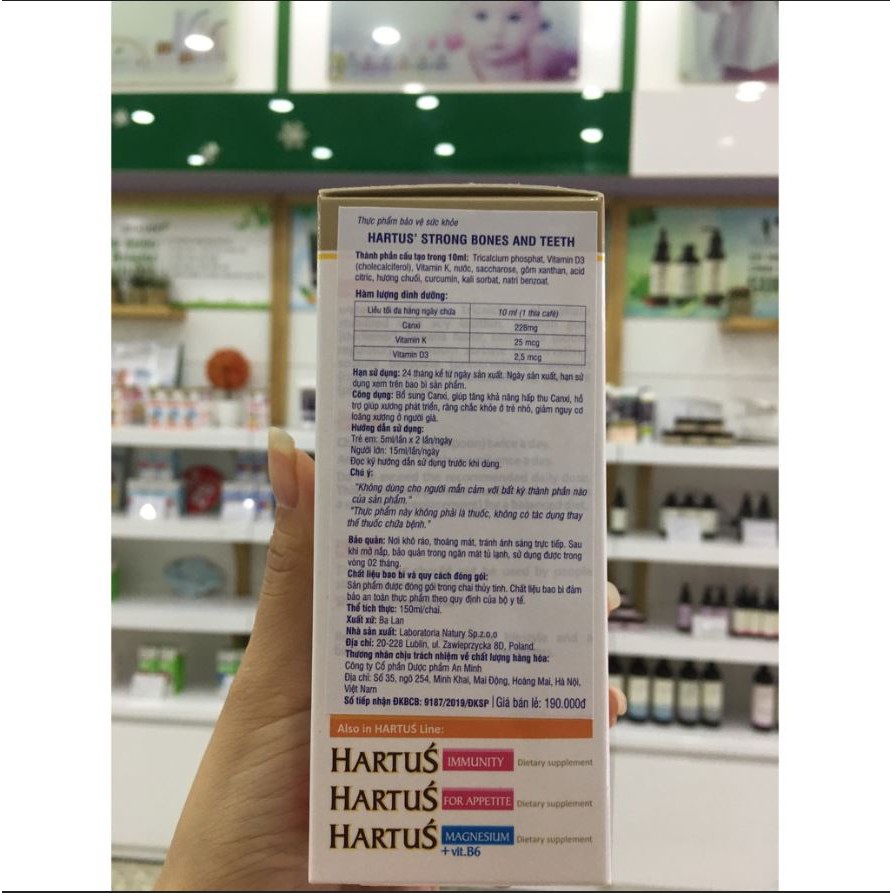 Thực phẩm bảo vệ sức khỏe
HARTUS' STRONG BONES AND TEETH
Thành phần cấu tạo trong 10ml: Tricalcium phosphat, Vitamin D3
(cholecalciferol), Vitamin K, nước, saccharose, gôm xanthan, acid
citric, hương chuối, curcumin, kali sorbat, natri benzoat.
Hàm lượng dinh dưỡng:
Liều tối đa hàng ngày chứa 10 ml (1 thìa café)
Canxi 226mg
Vitamin K 25 mcg
Vitamin D3 2,5 mcg
Hạn sử dụng: 24 tháng kể từ ngày sản xuất. Ngày sản xuất, hạn sử
dụng xem trên bao bì sản phẩm.
Công dụng: Bổ sung Canxi, giúp tăng khả năng hấp thu Canxi, hỗ
trợ giúp xương phát triển, răng chắc khỏe ở trẻ nhỏ, giảm nguy cơ
loãng xương ở người già.
Hướng dẫn sử dụng:
Trẻ em: 5ml/lần x 2 lần/ngày
Người lớn: 15ml/lần/ngày
Đọc kỹ hướng dẫn sử dụng trước khi dùng.
Chú ý:
"Không dùng cho người mẫn cảm với bất kỳ thành phần nào
của sản phẩm."
"Thực phẩm này không phải là thuốc, không có tác dụng thay
thế thuốc chữa bệnh."
Bảo quản: Nơi khô ráo, thoáng mát, tránh ánh sáng trực tiếp. Sau
khi mở nắp, bảo quản trong ngăn mát tủ lạnh, sử dụng được trong
vòng 02 tháng.
Chất liệu bao bì và quy cách đóng gói:
Sản phẩm được đóng gói trong chai thủy tinh. Chất liệu bao bì đảm
bảo an toàn thực phẩm theo quy định của bộ y tế.
Thể tích thực: 150ml/chai.
Xuất xứ: Ba Lan
Nhà sản xuất: Laboratoria Natury Sp.z.o,o
Địa chỉ: 20-228 Lublin, ul. Zawieprzycka 8D, Poland.
Thương nhân chịu trách nhiệm về chất lượng hàng hóa:
Công ty Cổ phần Dược phẩm An Minh
Địa chỉ: Số 35, ngõ 254, Minh Khai, Mai Động, Hoàng Mai, Hà Nội,
Việt Nam
Số tiếp nhận ĐKBCB: 9187/2019/ĐKSP | Giá bán lẻ: 190.000đ
Also in HARTUŚ Line:
HARTUŚ IMMUNITY Dietary supplement
HARTUŚ FOR APPETITE Dietary supplement
HARTUŚ MAGNESIUM Dietary supplement
+ vit.B6